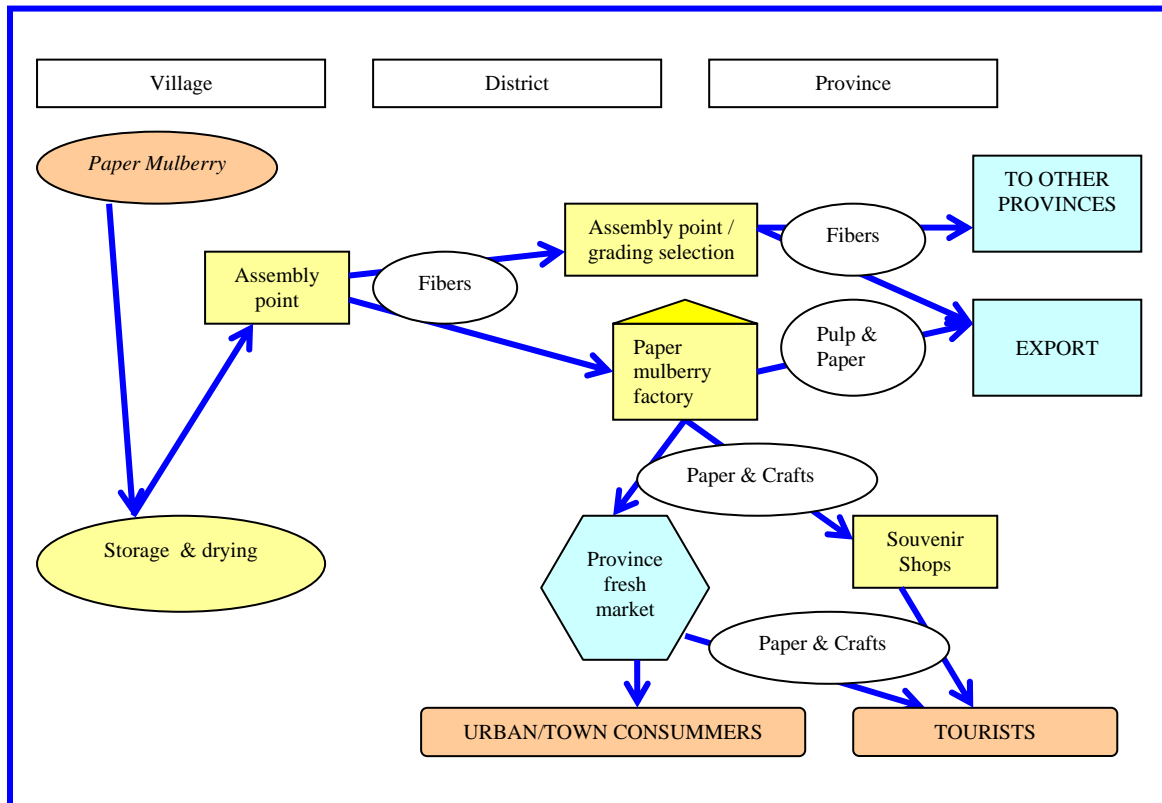 Village
District
Province
Paper Mulberry
TO OTHER
PROVINCES
Assembly point /
grading selection
Fibers
Assembly
point
Fibers
Pulp &
Paper
EXPORT
Paper
mulberry
factory
Paper & Crafts
Storage & drying
Province
fresh
market
Souvenir
Shops
Paper & Crafts
URBAN/TOWN CONSUMMERS
TOURISTS